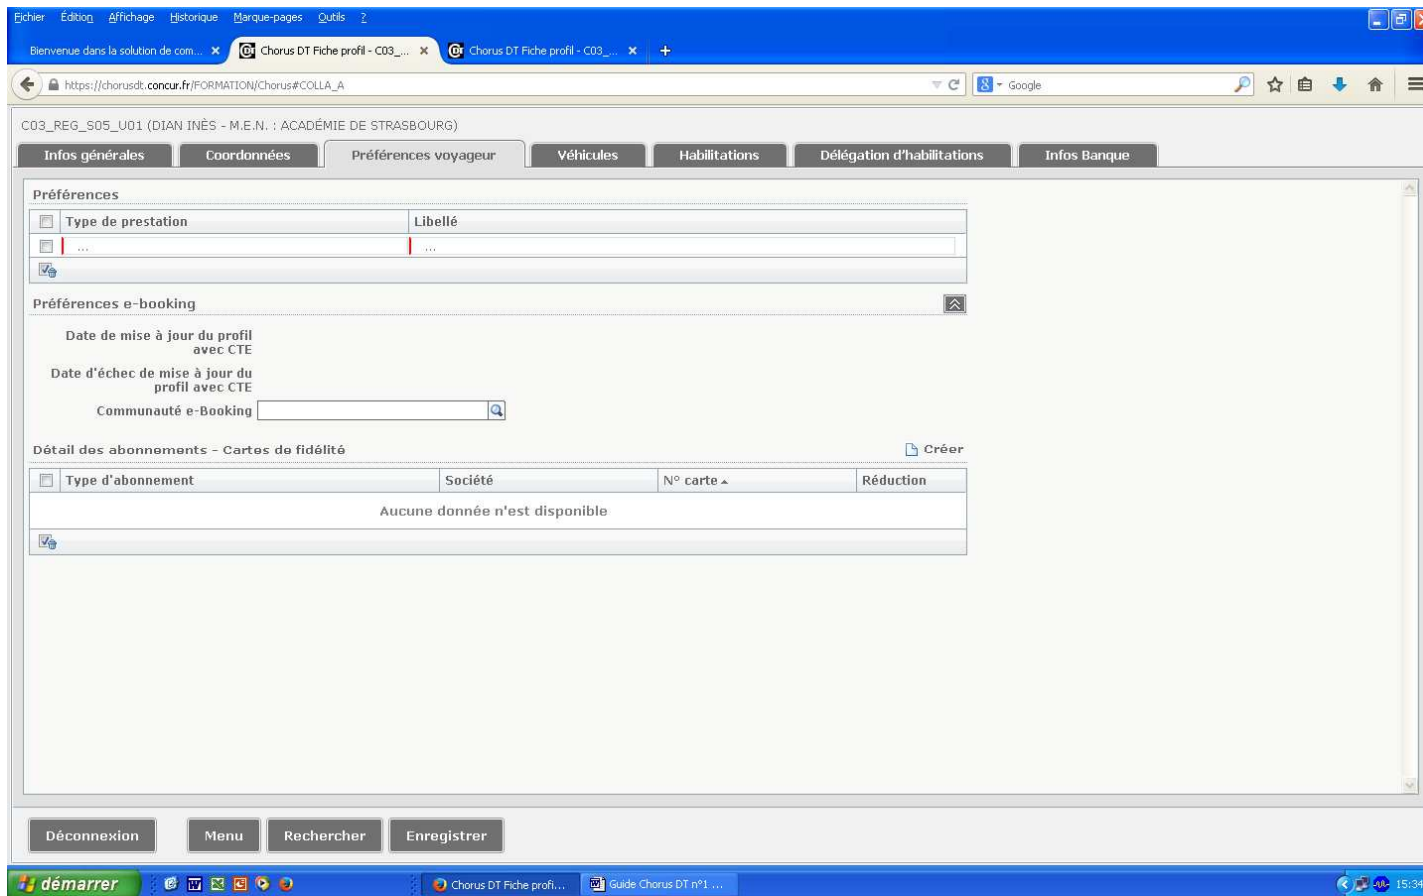 Fichier Édition Affichage Historique Marque-pages Outils ?
Bienvenue dans la solution de com... × Chorus DT Fiche profil - C03_... × Chorus DT Fiche profil - C03_... × +
https://chorusdt.concur.fr/FORMATION/Chorus#COLLA_A Google
C03_REG_S05_U01 (DIAN INÈS - M.E.N. : ACADÉMIE DE STRASBOURG)
Infos générales Coordonnées Préférences voyageur Véhicules Habilitations Délégation d'habilitations Infos Banque
Préférences
Type de prestation Libellé
... ...
Préférences e-booking
Date de mise à jour du profil
avec CTE
Date d'échec de mise à jour du
profil avec CTE
Communauté e-Booking
Détail des abonnements - Cartes de fidélité Créer
Type d'abonnement Société N° carte Réduction
Aucune donnée n'est disponible
Déconnexion Menu Rechercher Enregistrer
démarrer Chorus DT Fiche profi... Guide Chorus DT n°1 ... 15:34